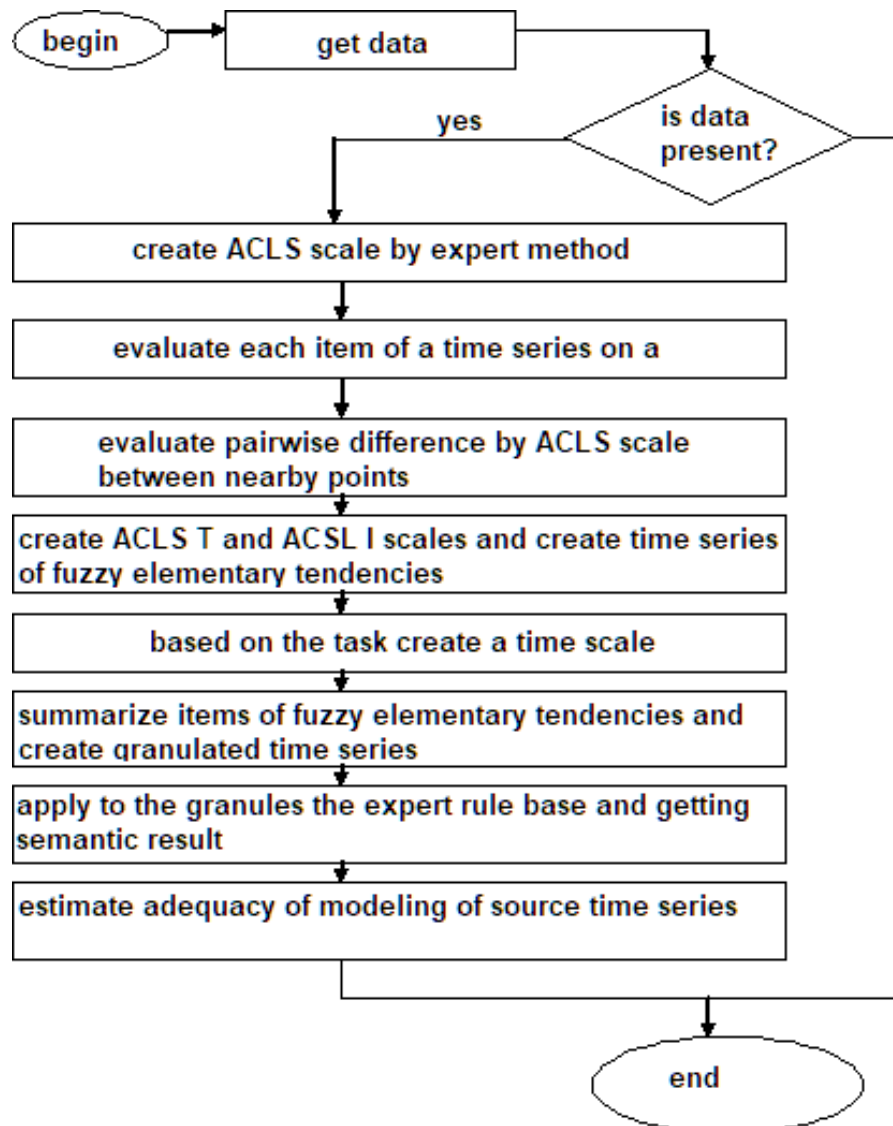 begin
get data
is data
present?
yes
create ACLS scale by expert method
evaluate each item of a time series on a
evaluate pairwise difference by ACLS scale
between nearby points
create ACLS T and ACSL I scales and create time series
of fuzzy elementary tendencies
based on the task create a time scale
summarize items of fuzzy elementary tendencies and
create granulated time series
apply to the granules the expert rule base and getting
semantic result
estimate adequacy of modeling of source time series
end